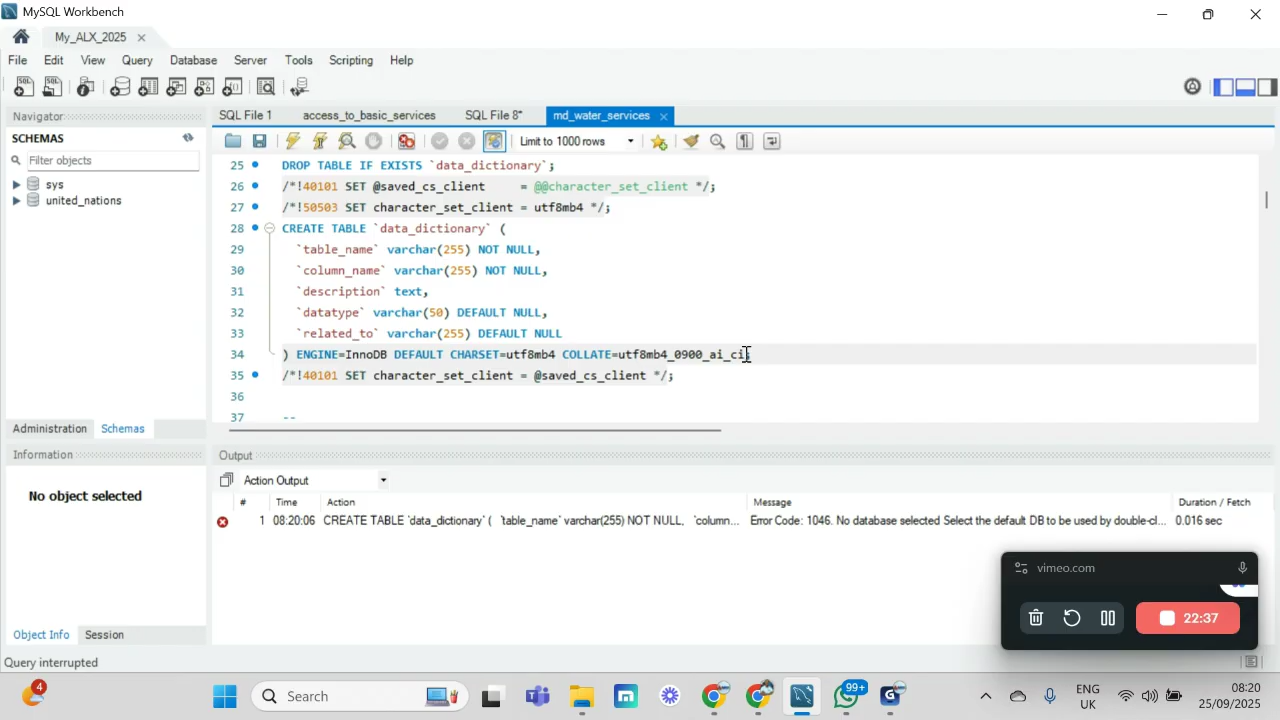 MySQL Workbench
My_ALX_2025
File Edit View Query Database Server Tools Scripting Help
Navigator
SCHEMAS
Filter objects
sys
united_nations
Administration Schemas
Information
No object selected
Object Info Session
SQL File 1 access_to_basic_services SQL File 8* md_water_services
Limit to 1000 rows
25 DROP TABLE IF EXISTS `data_dictionary`;
26 /*!40101 SET @saved_cs_client     = @@character_set_client */;
27 /*!50503 SET character_set_client = utf8mb4 */;
28 CREATE TABLE `data_dictionary` (
29 `table_name` varchar(255) NOT NULL,
30 `column_name` varchar(255) NOT NULL,
31 `description` text,
32 `datatype` varchar(50) DEFAULT NULL,
33 `related_to` varchar(255) DEFAULT NULL
34 ) ENGINE=InnoDB DEFAULT CHARSET=utf8mb4 COLLATE=utf8mb4_0900_ai_ci;
35 /*!40101 SET character_set_client = @saved_cs_client */;
36
37 --
Output
Action Output
# Time Action Message Duration / Fetch
1 08:20:06 CREATE TABLE `data_dictionary` ( `table_name` varchar(255) NOT NULL, `column... Error Code: 1046. No database selected Select the default DB to be used by double-cl... 0.016 sec
vimeo.com
22:37
Query interrupted
4
Search
99+
ENG
UK
08:20
25/09/2025